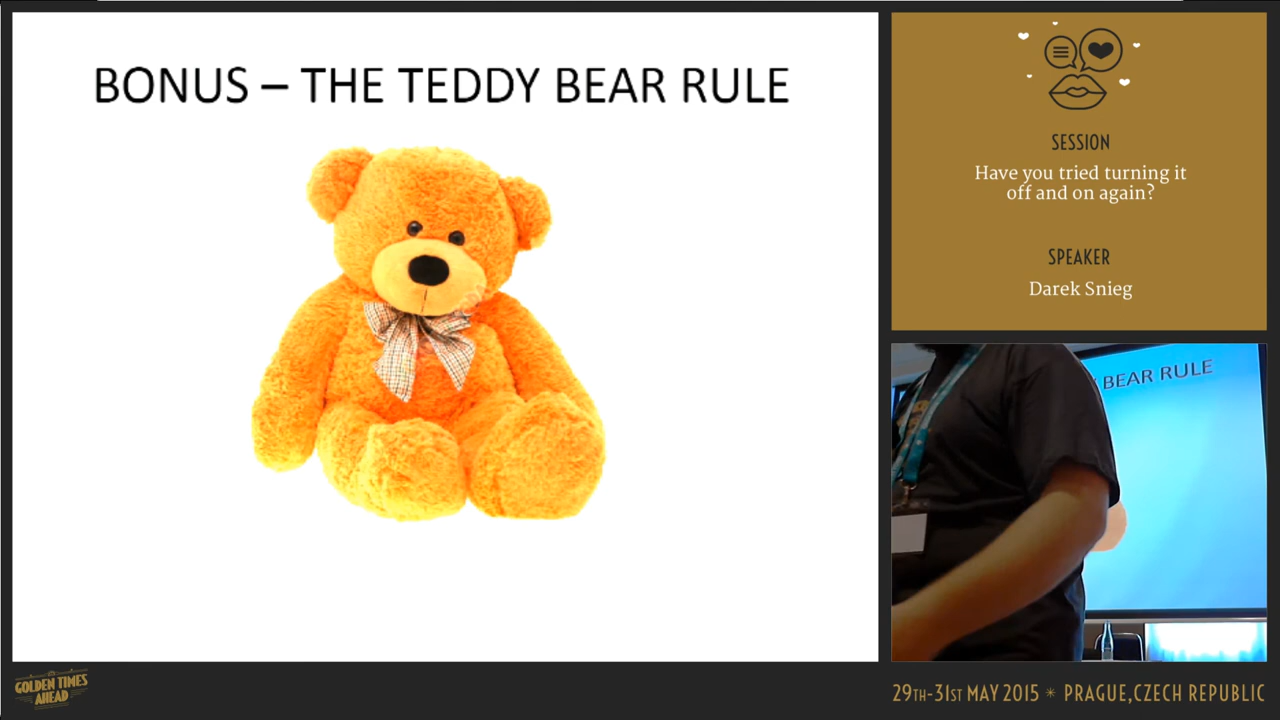 BONUS – THE TEDDY BEAR RULE
SESSION
Have you tried turning it
off and on again?
SPEAKER
Darek Snieg
BEAR RULE
GOLDEN TIMES
AHEAD
29TH-31ST MAY 2015 * PRAGUE,CZECH REPUBLIC